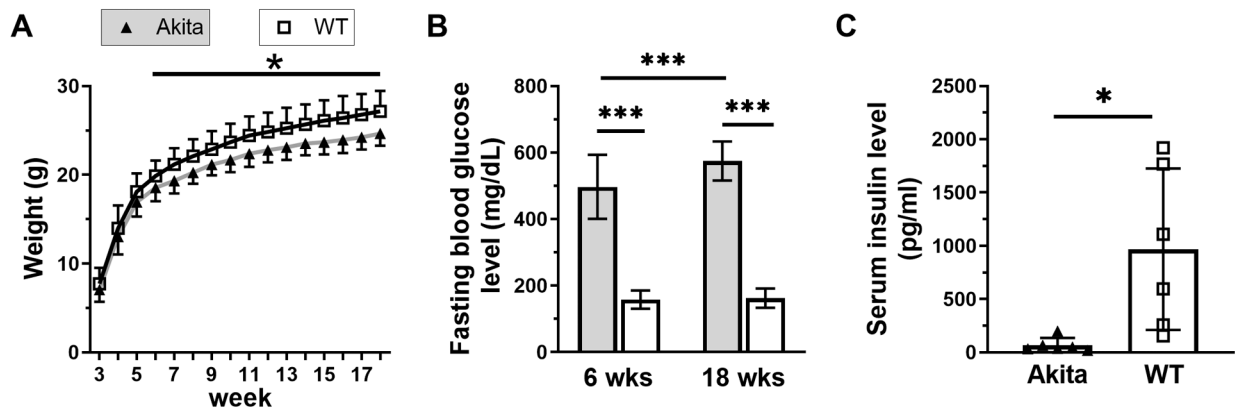 A
Akita
WT
*
Weight (g)
30
20
10
0
3 5 7 9 11 13 15 17
week
B
***
***
***
Fasting blood glucose
level (mg/dL)
800
600
400
200
0
6 wks
18 wks
C
*
Serum insulin level
(pg/ml)
2500
2000
1500
1000
500
0
Akita
WT